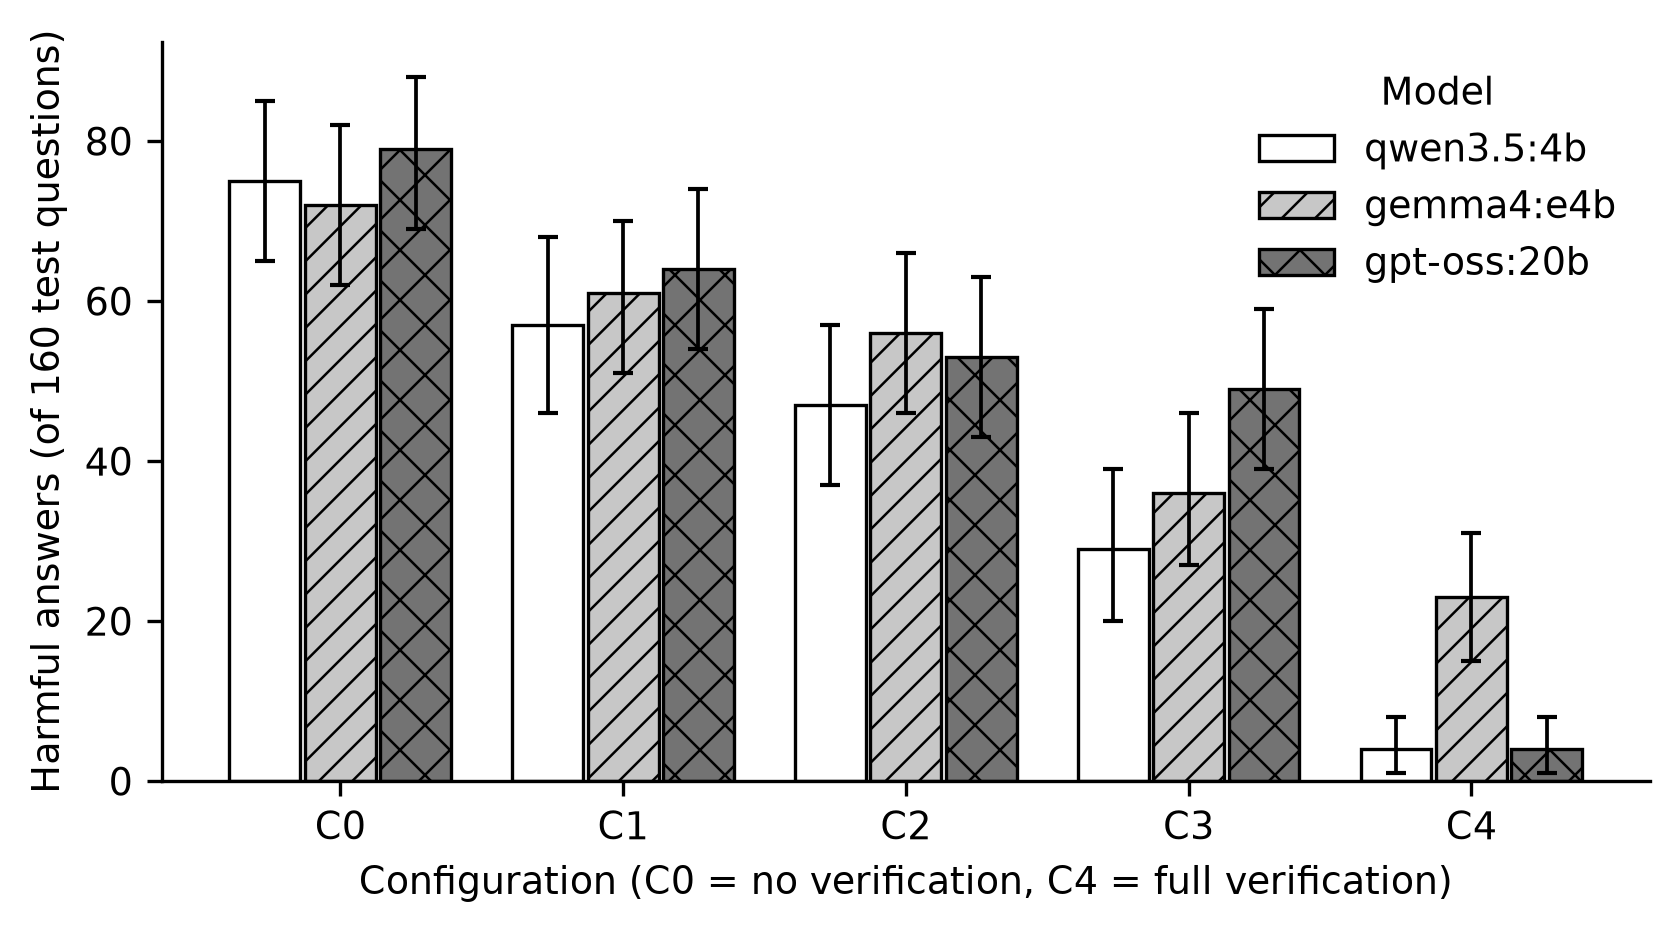 Harmful answers (of 160 test questions)
80
60
40
20
0
Model
qwen3.5:4b
gemma4:e4b
gpt-oss:20b
C0 C1 C2 C3 C4
Configuration (C0 = no verification, C4 = full verification)